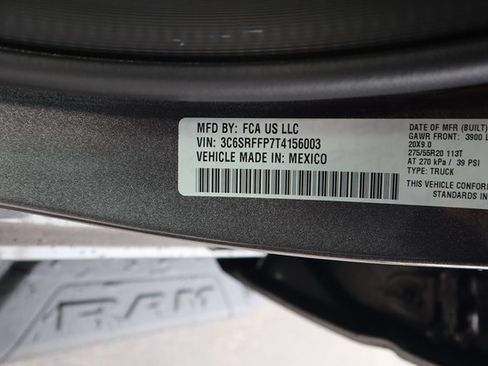 MFD BY: FCA US LLC
VIN: 3C6SRFFP7T4156003
VEHICLE MADE IN: MEXICO
DATE OF MFR (BUILT)
GAWR FRONT: 3900 L
20X9.0
275/55R20 113T
AT 270 kPa / 39 PSI
TYPE: TRUCK
THIS VEHICLE CONFOR
STANDARDS IN
RAM